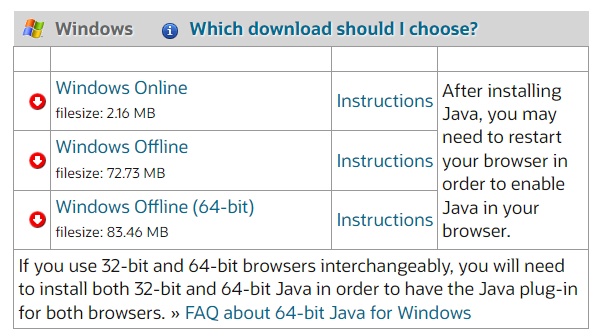 Windows Which download should I choose?
Windows Online
filesize: 2.16 MB
Instructions
Windows Offline
filesize: 72.73 MB
Instructions
Windows Offline (64-bit)
filesize: 83.46 MB
Instructions
After installing
Java, you may
need to restart
your browser in
order to enable
Java in your
browser.
If you use 32-bit and 64-bit browsers interchangeably, you will need
to install both 32-bit and 64-bit Java in order to have the Java plug-in
for both browsers. » FAQ about 64-bit Java for Windows